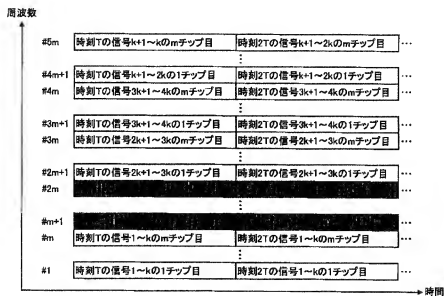 周波数
#5m 時刻Tの信号k+1～kのmチップ目 時刻2Tの信号k+1～2kのmチップ目 …
⋮
#4m+1 時刻Tの信号k+1～2kの1チップ目 時刻2Tの信号k+1～2kの1チップ目 …
#4m 時刻Tの信号3k+1～4kのmチップ目 時刻2Tの信号3k+1～4kのmチップ目 …
⋮
#3m+1 時刻Tの信号3k+1～4kの1チップ目 時刻2Tの信号3k+1～4kの1チップ目 …
#3m 時刻Tの信号2k+1～3kのmチップ目 時刻2Tの信号2k+1～3kのmチップ目 …
⋮
#2m+1 時刻Tの信号2k+1～3kの1チップ目 時刻2Tの信号2k+1～3kの1チップ目 …
#2m …
⋮
#m+1 …
#m 時刻Tの信号1～kのmチップ目 時刻2Tの信号1～kのmチップ目 …
⋮
#1 時刻Tの信号1～kの1チップ目 時刻2Tの信号1～kの1チップ目 …
時間